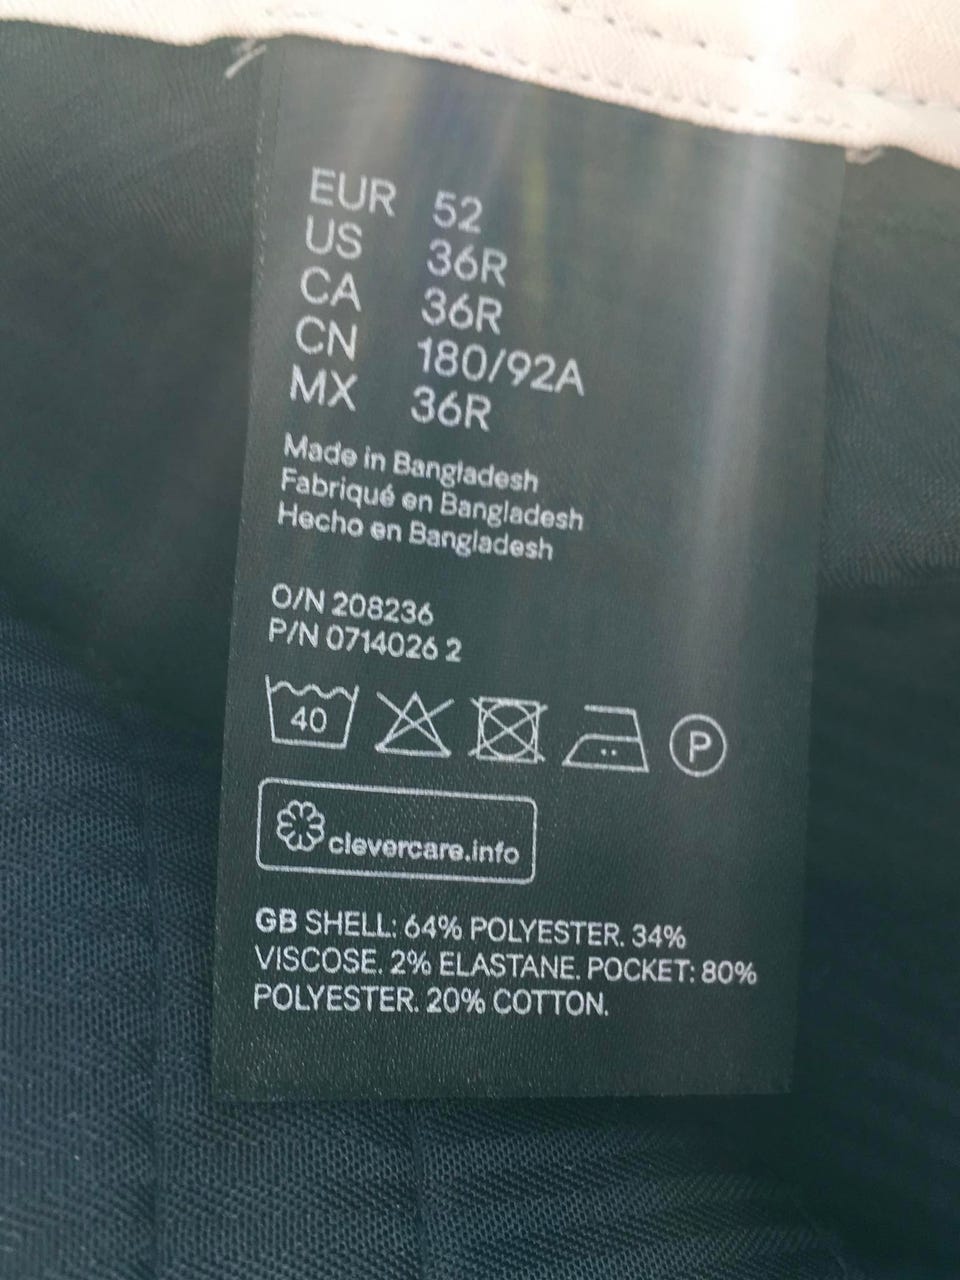 EUR 52
US 36R
CA 36R
CN 180/92A
MX 36R
Made in Bangladesh
Fabriqué en Bangladesh
Hecho en Bangladesh
O/N 208236
P/N 0714026 2
40 P
clevercare.info
GB SHELL: 64% POLYESTER. 34%
VISCOSE. 2% ELASTANE. POCKET: 80%
POLYESTER. 20% COTTON.